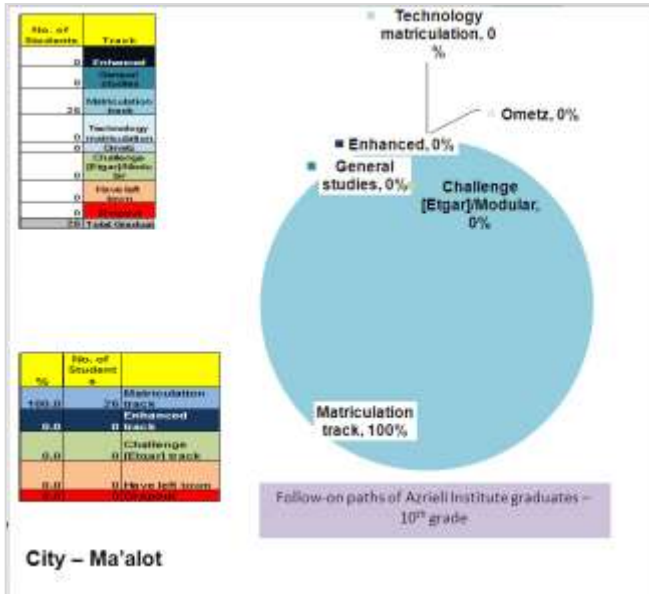 No. of
Students Track
0 Enhanced
0 General
studies
26 Matriculation
track
0 Technology
matriculation
0 Ometz
0 Challenge
[Etgar]/Modu
lar
0 Have left
town
0 Dropout
26 Total Graduat
Technology
matriculation, 0
%
Ometz, 0%
Enhanced, 0%
General
studies, 0%
Challenge
[Etgar]/Modular,
0%
Matriculation
track, 100%
% No. of
Student
s
100.0 26 Matriculation
track
0.0 0 Enhanced
track
0.0 0 Challenge
[Etgar] track
0.0 0 Have left town
0.0 0 Dropout
Follow-on paths of Azrieli Institute graduates –
10th grade
City – Ma'alot